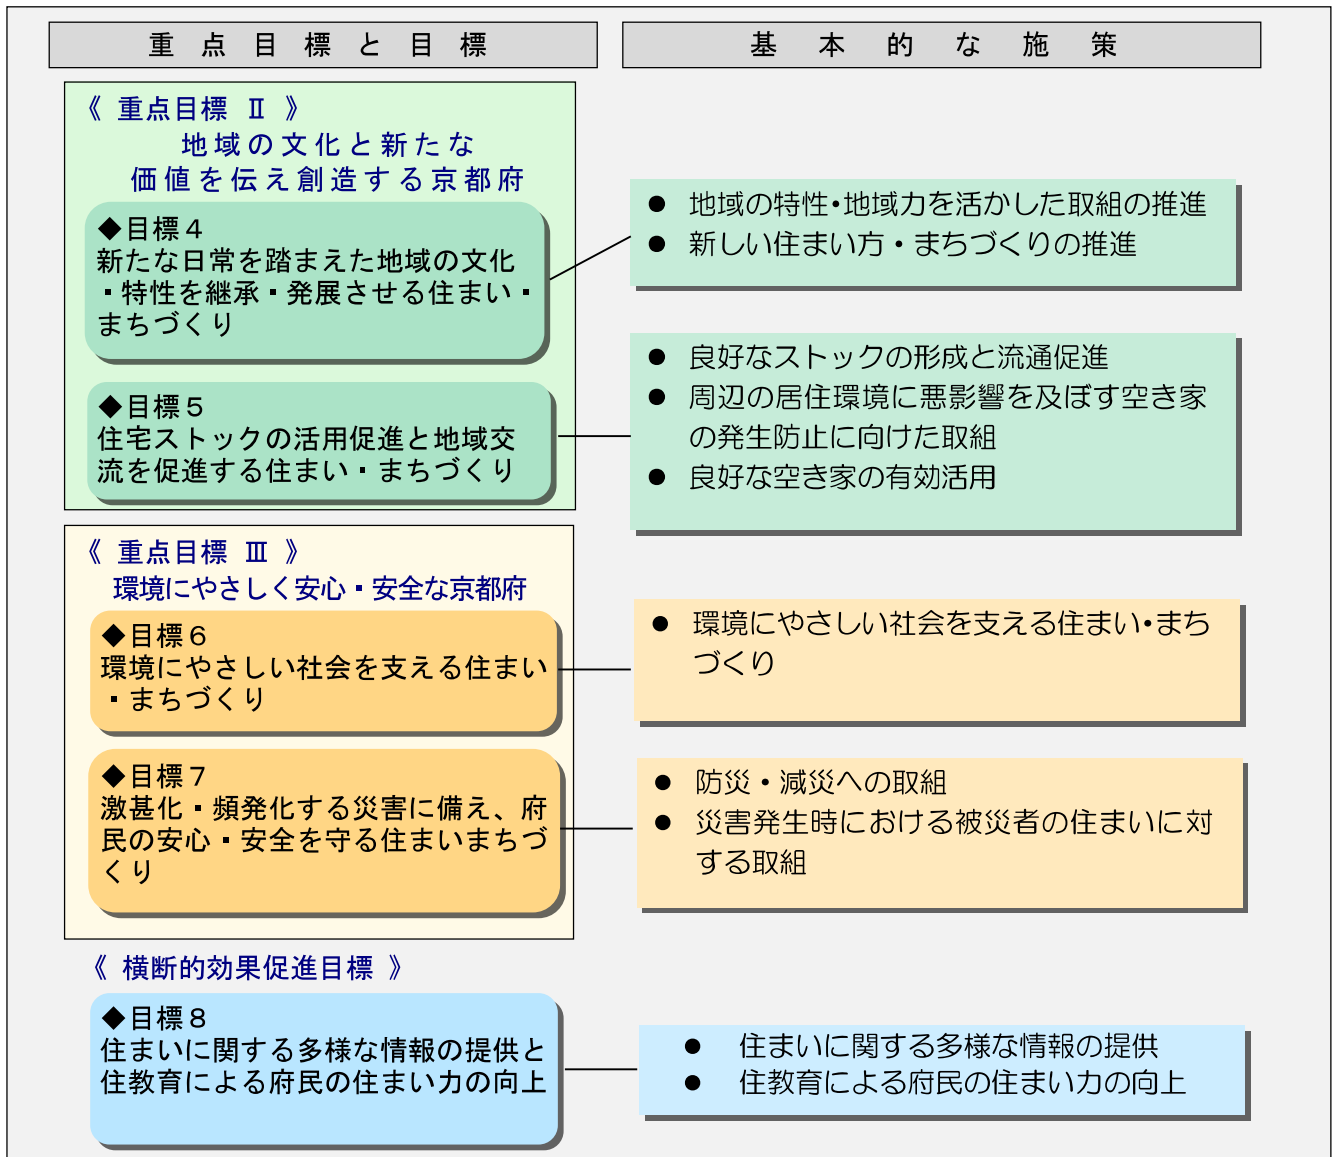 重点目標と目標
基本的な施策
《 重点目標 Ⅱ 》
地域の文化と新たな
価値を伝え創造する京都府
◆目標４
新たな日常を踏まえた地域の文化
・特性を継承・発展させる住まい・
まちづくり
● 地域の特性・地域力を活かした取組の推進
● 新しい住まい方・まちづくりの推進
◆目標５
住宅ストックの活用促進と地域交
流を促進する住まい・まちづくり
● 良好なストックの形成と流通促進
● 周辺の居住環境に悪影響を及ぼす空き家
の発生防止に向けた取組
● 良好な空き家の有効活用
《 重点目標 Ⅲ 》
環境にやさしく安心・安全な京都府
◆目標６
環境にやさしい社会を支える住まい
・まちづくり
● 環境にやさしい社会を支える住まい・まち
づくり
◆目標７
激甚化・頻発化する災害に備え、府
民の安心・安全を守る住まいまちづ
くり
● 防災・減災への取組
● 災害発生時における被災者の住まいに対
する取組
《 横断的効果促進目標 》
◆目標８
住まいに関する多様な情報の提供と
住教育による府民の住まい力の向上
● 住まいに関する多様な情報の提供
● 住教育による府民の住まい力の向上